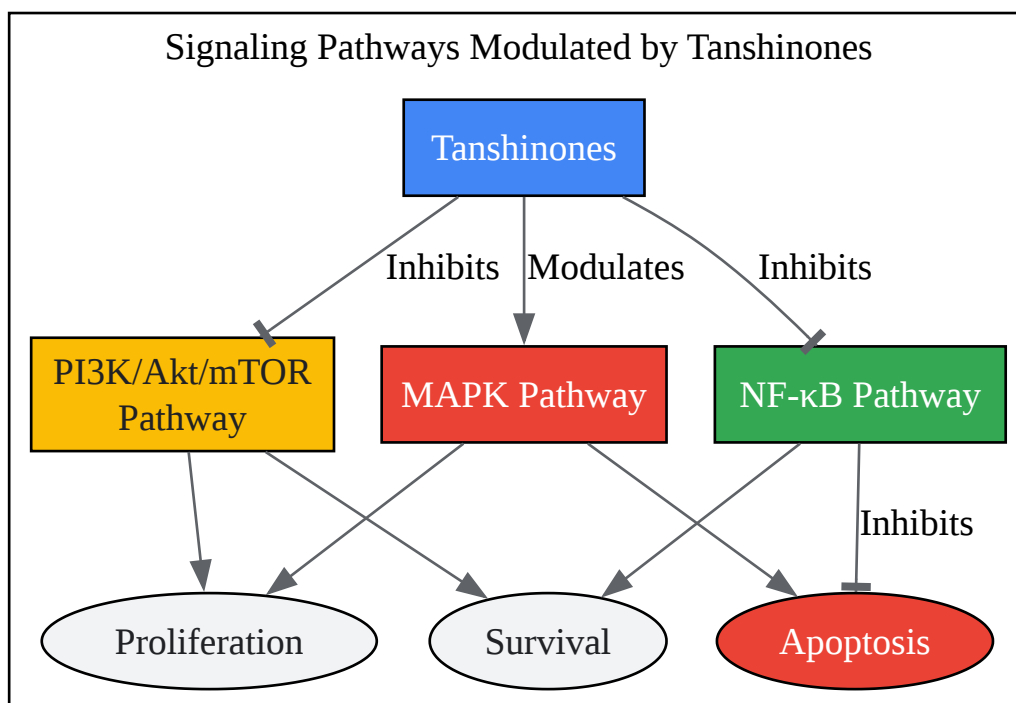 Signaling Pathways Modulated by Tanshinones
Tanshinones
Inhibits
Modulates
Inhibits
PI3K/Akt/mTOR
Pathway
MAPK Pathway
NF-κB Pathway
Inhibits
Proliferation
Survival
Apoptosis